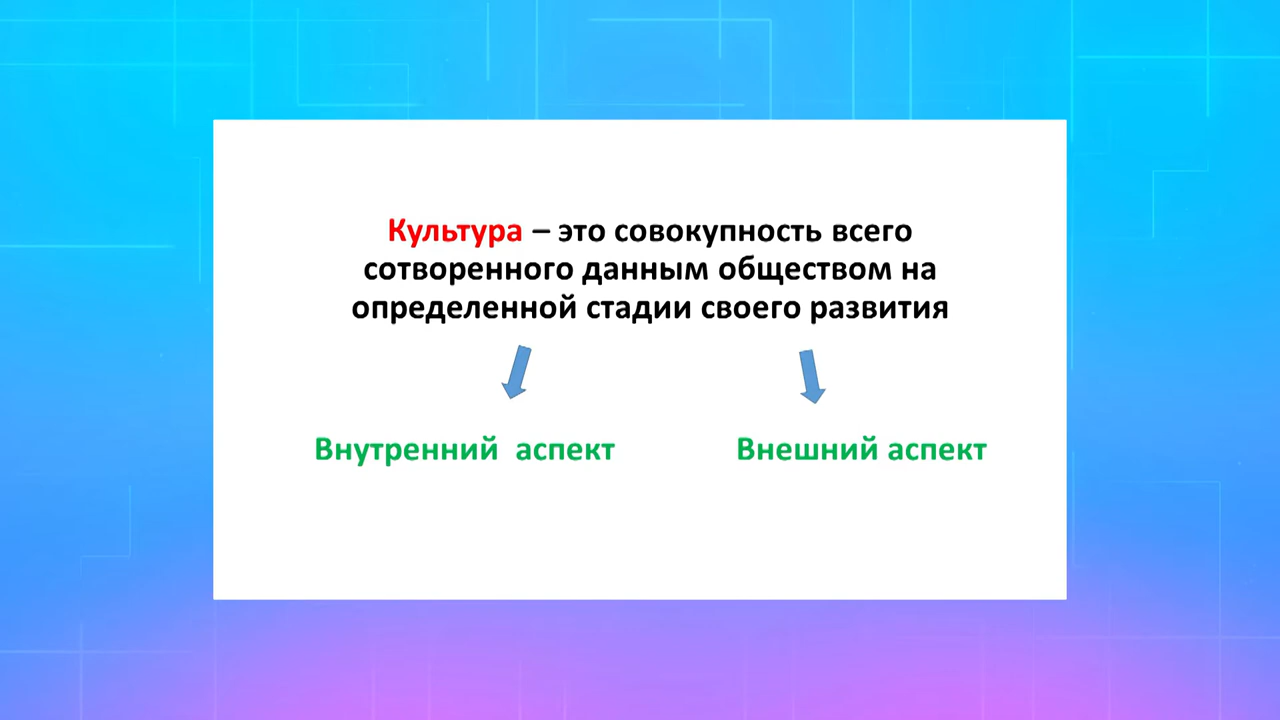 Культура – это совокупность всего
сотворенного данным обществом на
определенной стадии своего развития
Внутренний аспект
Внешний аспект